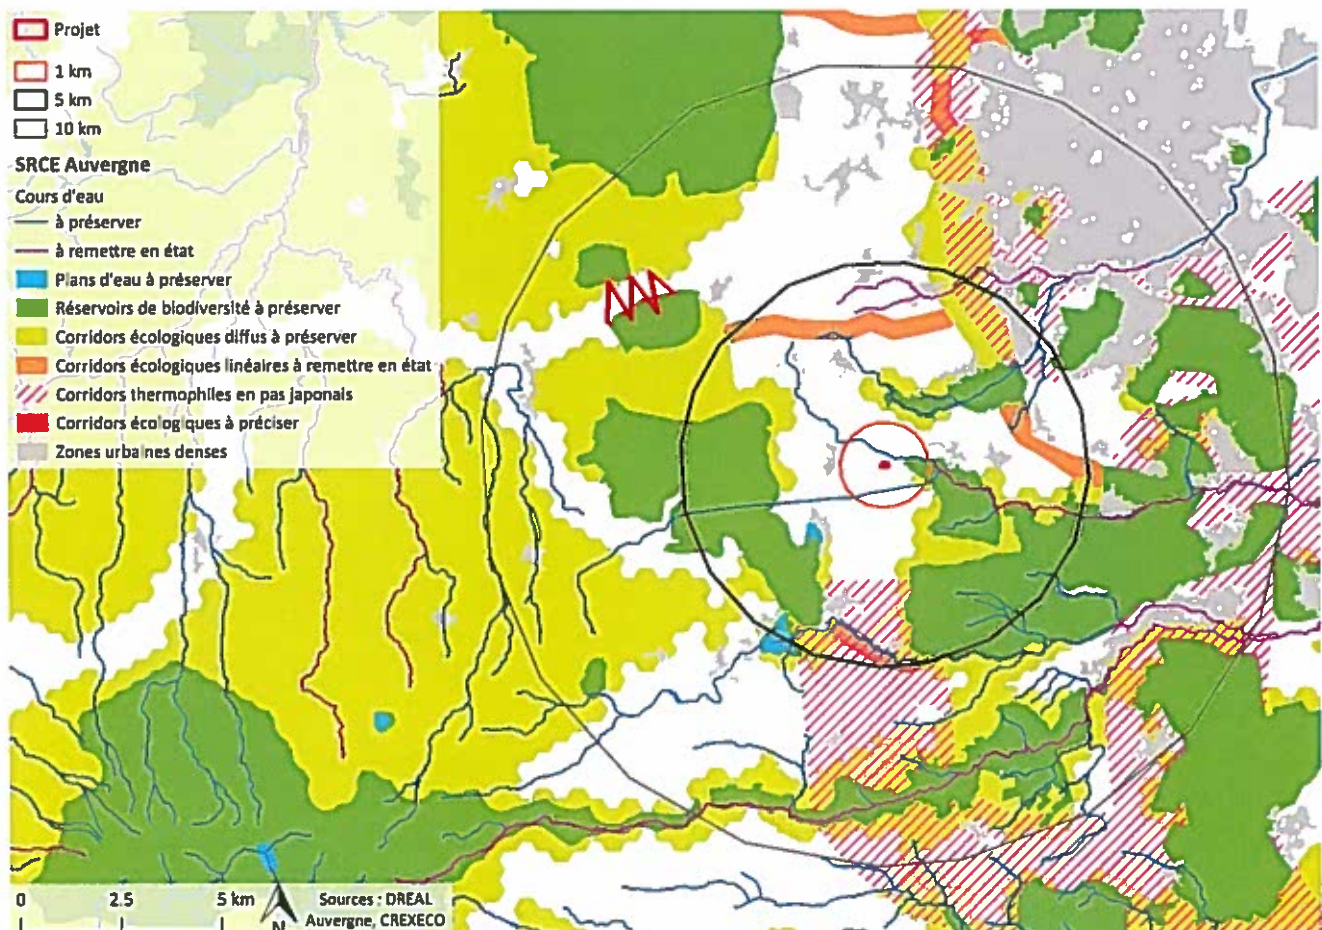 Projet
1 km
5 km
10 km
SRCE Auvergne
Cours d'eau
à préserver
à remettre en état
Plans d'eau à préserver
Réservoirs de biodiversité à préserver
Corridors écologiques diffus à préserver
Corridors écologiques linéaires à remettre en état
Corridors thermophiles en pas japonais
Corridors écologiques à préciser
Zones urbaines denses
0 2.5 5 km
N
Sources : DREAL
Auvergne, CREXECO